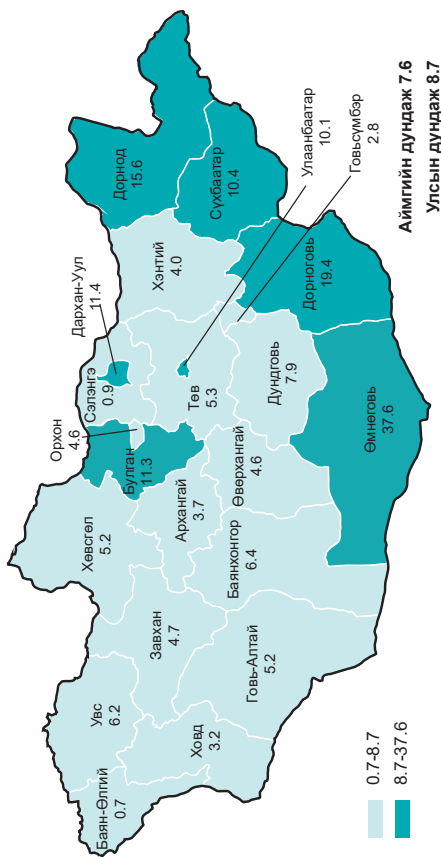 Баян-Өлгий
0.7
Увс
6.2
Ховд
3.2
Завхан
4.7
Говь-Алтай
5.2
Хөвсгөл
5.2
Архангай
3.7
Баянхонгор
6.4
Орхон
4.6
Булган
11.3
Өвөрхангай
4.6
Сэлэнгэ
0.9
Дархан-Уул
11.4
Төв
5.3
Дундговь
7.9
Өмнөговь
37.6
Хэнтий
4.0
Дорноговь
19.4
Дорнод
15.6
Сүхбаатар
10.4
Улаанбаатар
10.1
Говьсүмбэр
2.8
Аймгийн дундаж 7.6
Улсын дундаж 8.7
0.7-8.7
8.7-37.6